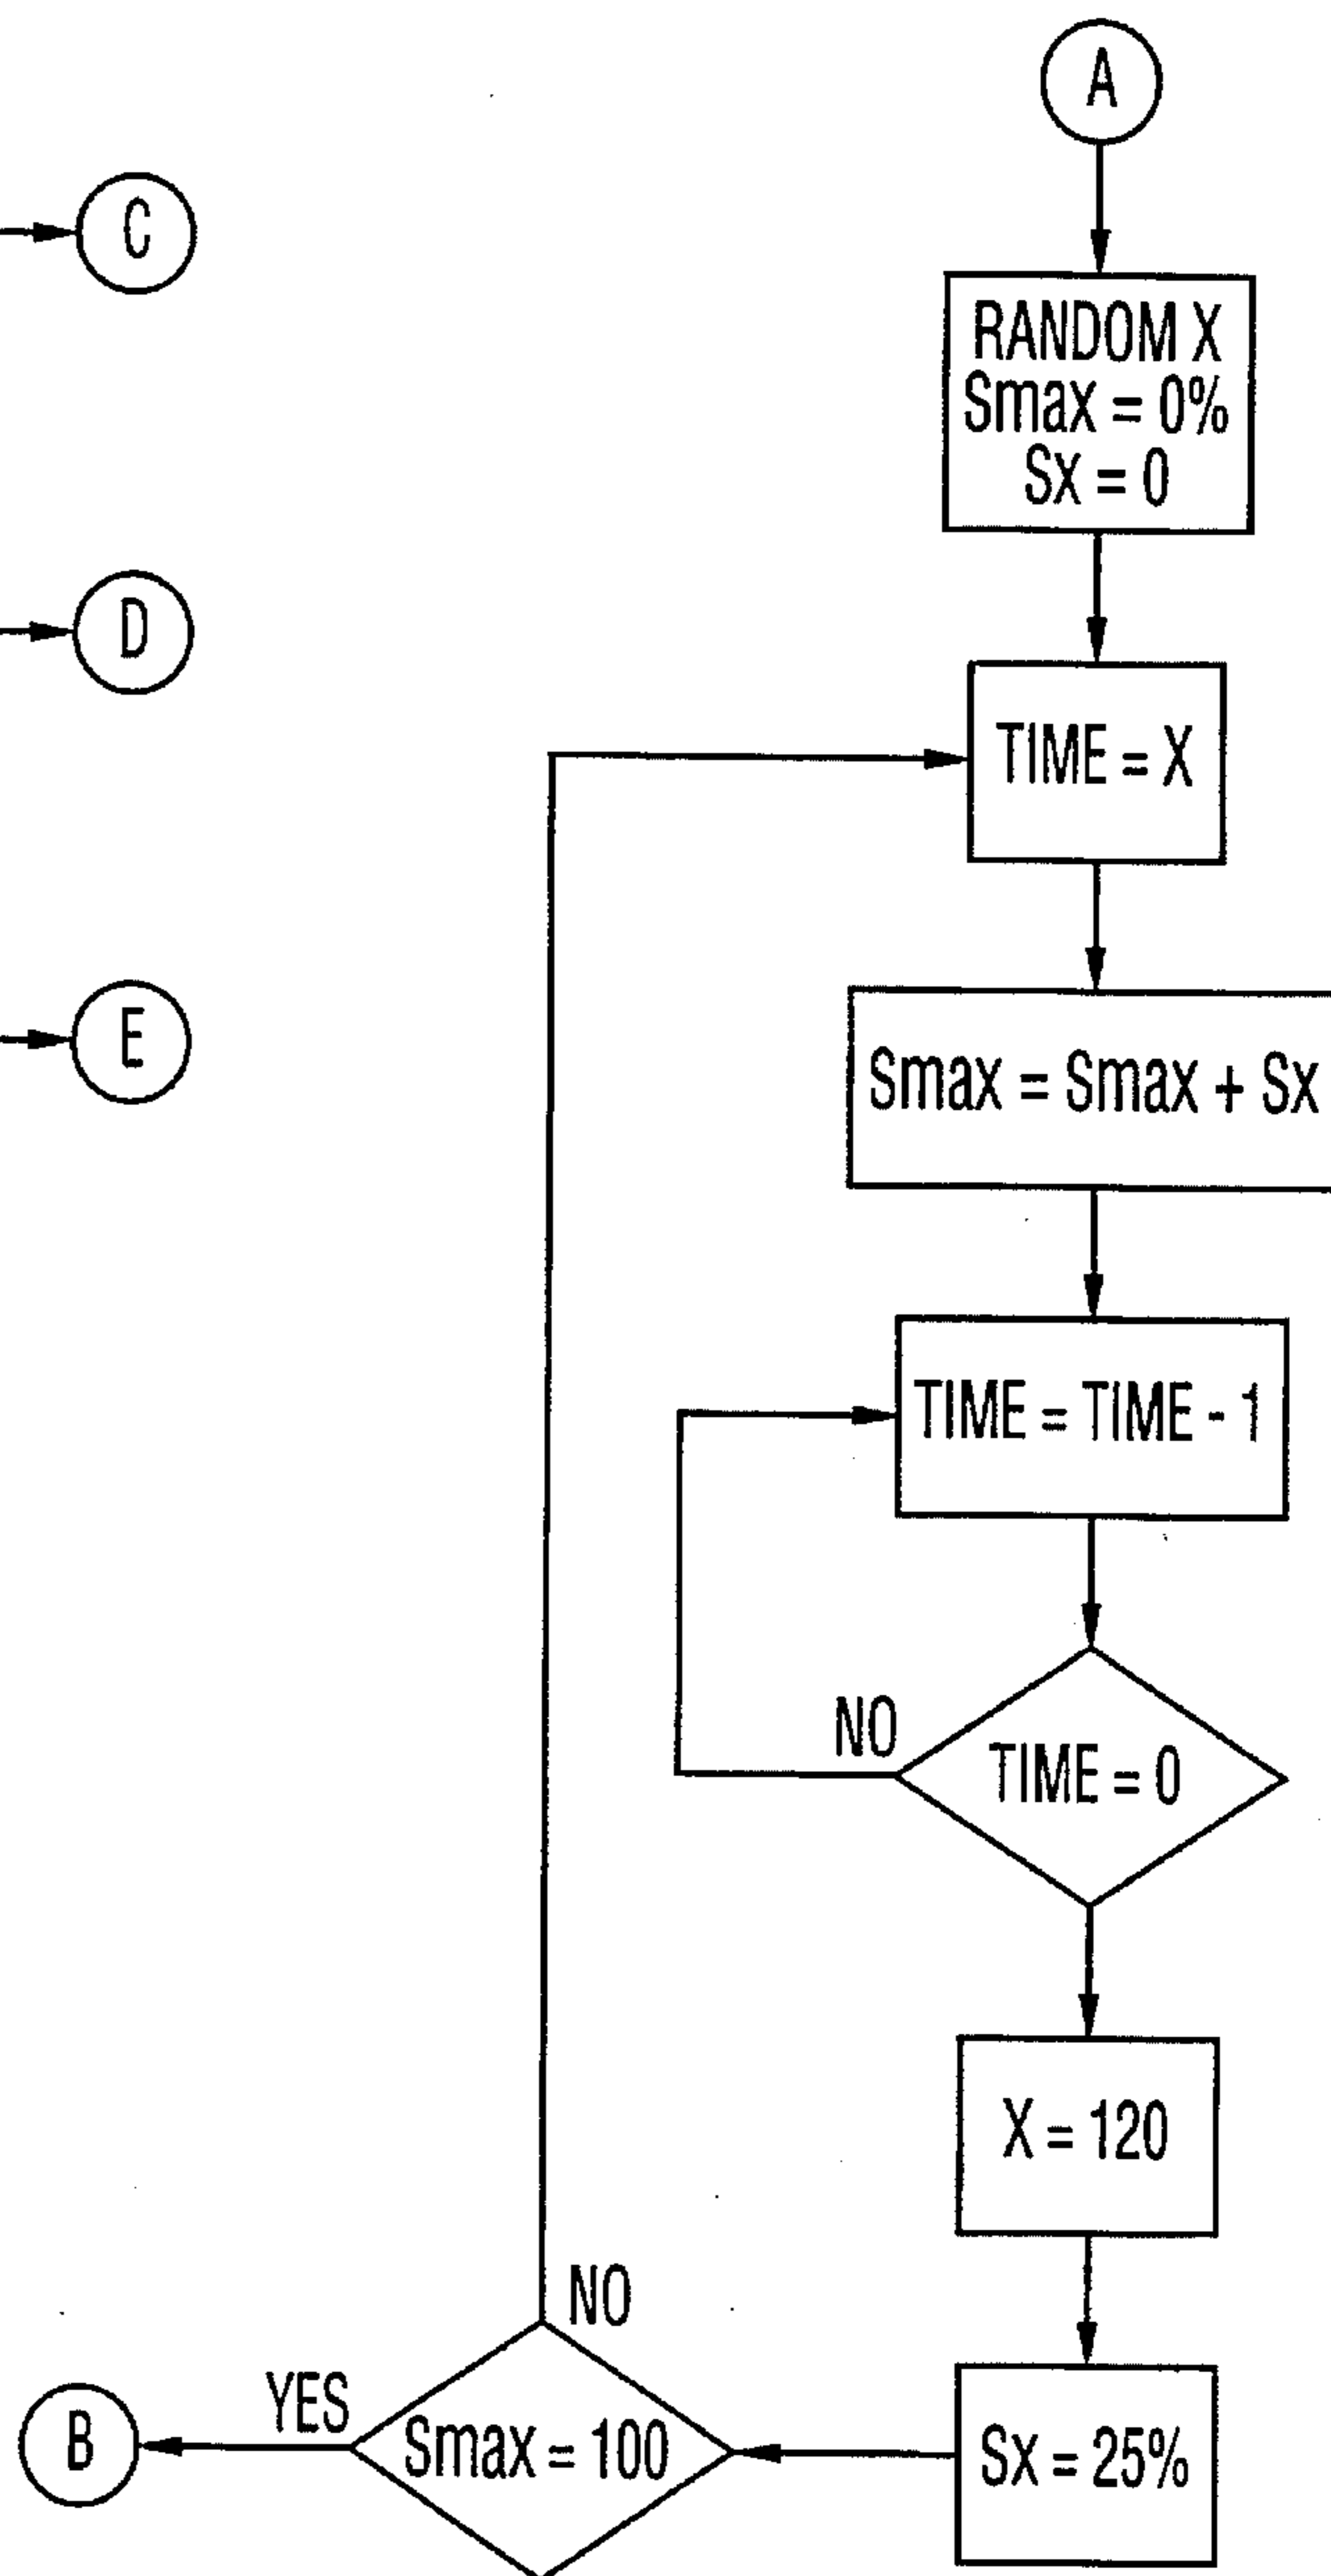 A
C
RANDOM X
Smax = 0%
Sx = 0
D
TIME = X
E
Smax = Smax + Sx
TIME = TIME - 1
NO
TIME = 0
X = 120
NO
YES
B
Smax = 100
Sx = 25%